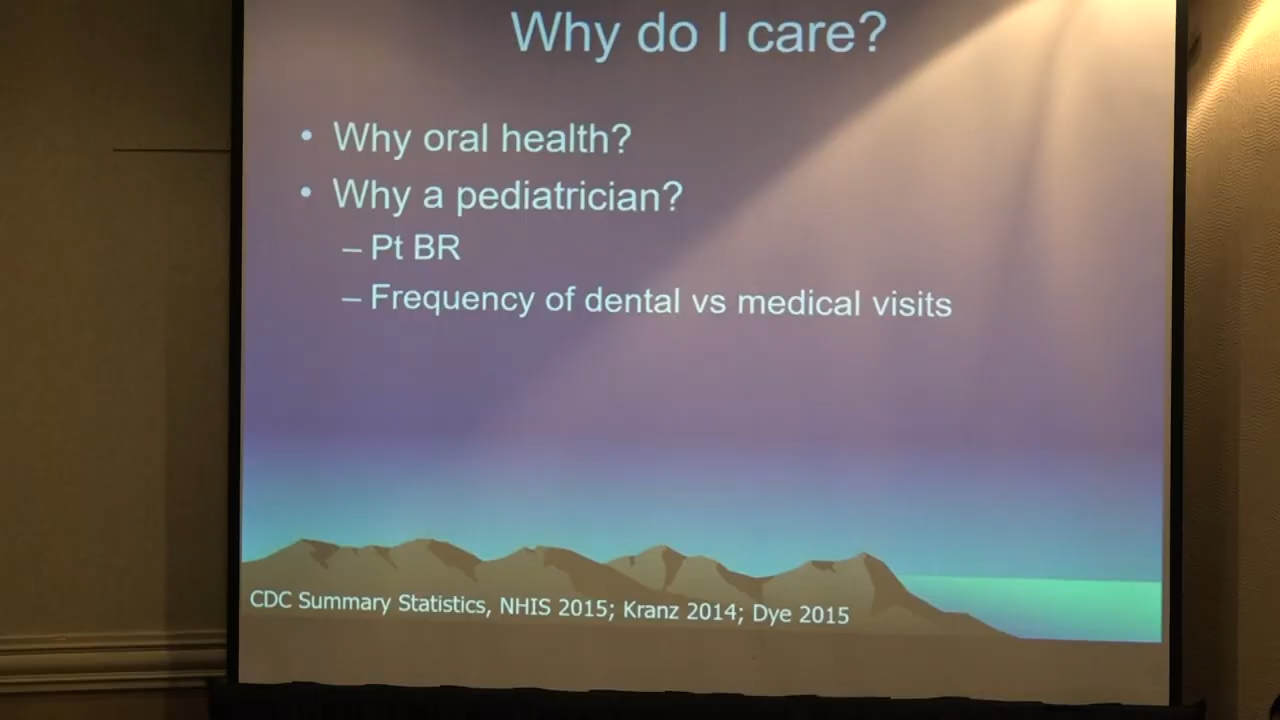 Why do I care?
• Why oral health?
• Why a pediatrician?
– Pt BR
– Frequency of dental vs medical visits
CDC Summary Statistics, NHIS 2015; Kranz 2014; Dye 2015